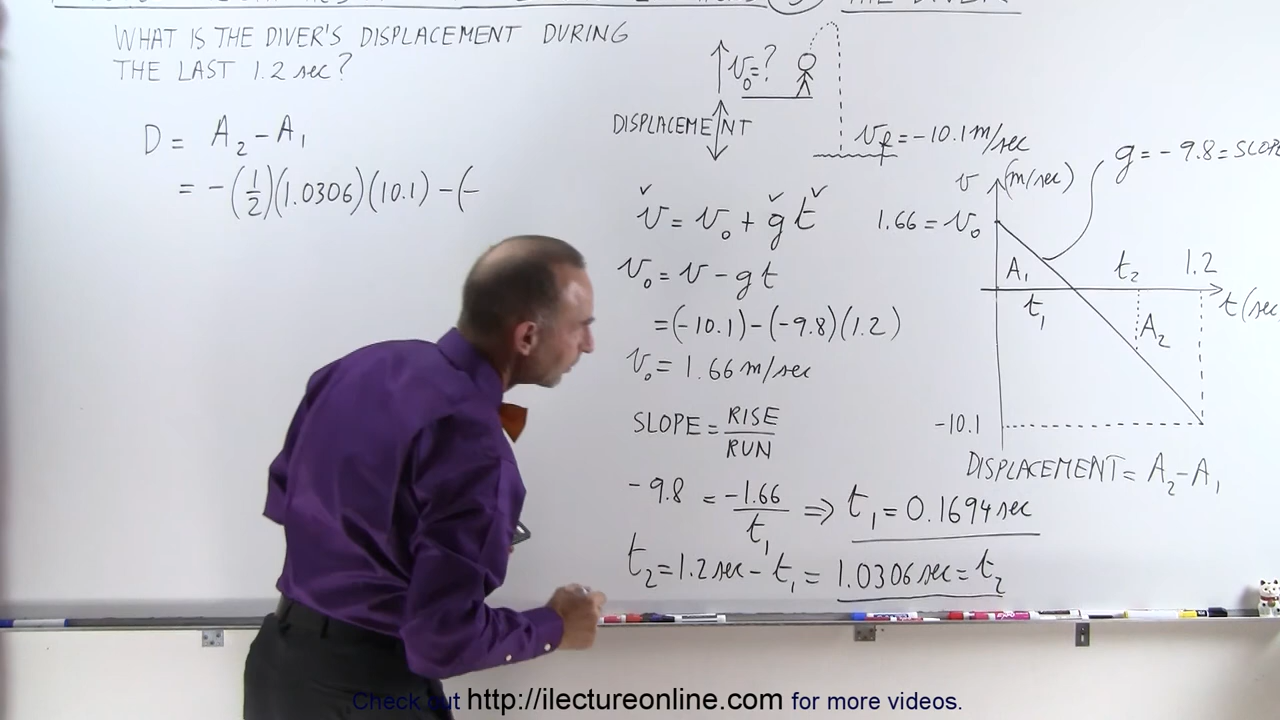 WHAT IS THE DIVER'S DISPLACEMENT DURING
THE LAST 1.2 sec?
D = A₂ - A₁
= -(1/2)(1.0306)(10.1) - (-
v₀=?
DISPLACEMENT
v_f = -10.1 m/sec
v = v₀ + g t
v₀ = v - g t
= (-10.1) - (-9.8)(1.2)
v₀ = 1.66 m/sec
SLOPE = RISE/RUN
-9.8 = -1.66/t₁ ⇒ t₁ = 0.1694 sec
t₂ = 1.2 sec - t₁ = 1.0306 sec = t₂
g = -9.8 = SLOPE
v (m/sec)
1.66 = v₀
A₁
t₁
t₂
1.2
t (sec
A₂
-10.1
DISPLACEMENT = A₂ - A₁
Check out http://ilectureonline.com for more videos.